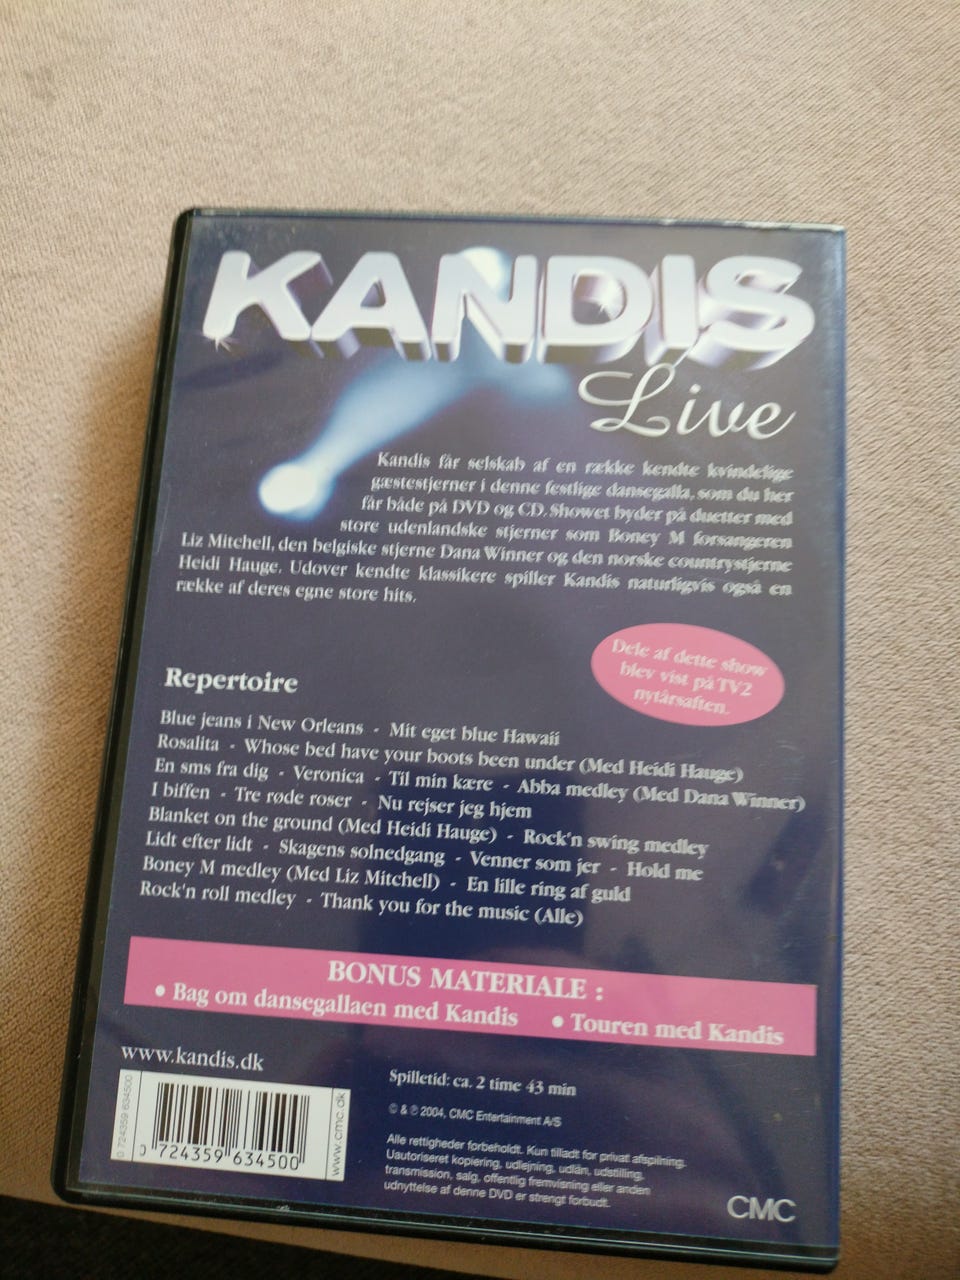 KANDIS
Live
Kandis får selskab af en række kendte kvindelige
gæstestjerner i denne festlige dansegalla, som du her
får både på DVD og CD. Showet byder på duetter med
store udenlandske stjerner som Boney M forsangeren
Liz Mitchell, den belgiske stjerne Dana Winner og den norske countrystjerne
Heidi Hauge. Udover kendte klassikere spiller Kandis naturligvis også en
række af deres egne store hits.
Dele af dette show
blev vist på TV2
nytårsaften.
Repertoire
Blue jeans i New Orleans - Mit eget blue Hawaii
Rosalita - Whose bed have your boots been under (Med Heidi Hauge)
En sms fra dig - Veronica - Til min kære - Abba medley (Med Dana Winner)
I biffen - Tre røde roser - Nu rejser jeg hjem
Blanket on the ground (Med Heidi Hauge) - Rock'n swing medley
Lidt efter lidt - Skagens solnedgang - Venner som jer - Hold me
Boney M medley (Med Liz Mitchell) - En lille ring af guld
Rock'n roll medley - Thank you for the music (Alle)
BONUS MATERIALE :
• Bag om dansegallaen med Kandis • Touren med Kandis
www.kandis.dk
0 724359 634500
0 724359 634500
www.cmc.dk
Spilletid: ca. 2 time 43 min
© & ℗ 2004, CMC Entertainment A/S
Alle rettigheder forbeholdt. Kun tilladt for privat afspilning.
Uautoriseret kopiering, udlejning, udlån, udstilling,
transmission, salg, offentlig fremvisning eller anden
udnyttelse af denne DVD er strengt forbudt.
CMC